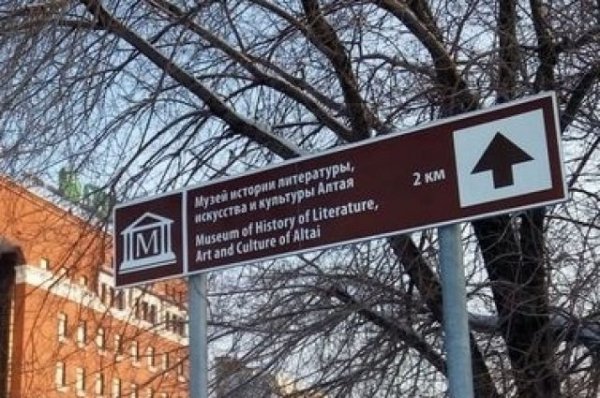 M
Музей истории литературы,
искусства и культуры Алтая
Museum of History of Literature,
Art and Culture of Altai
2 км